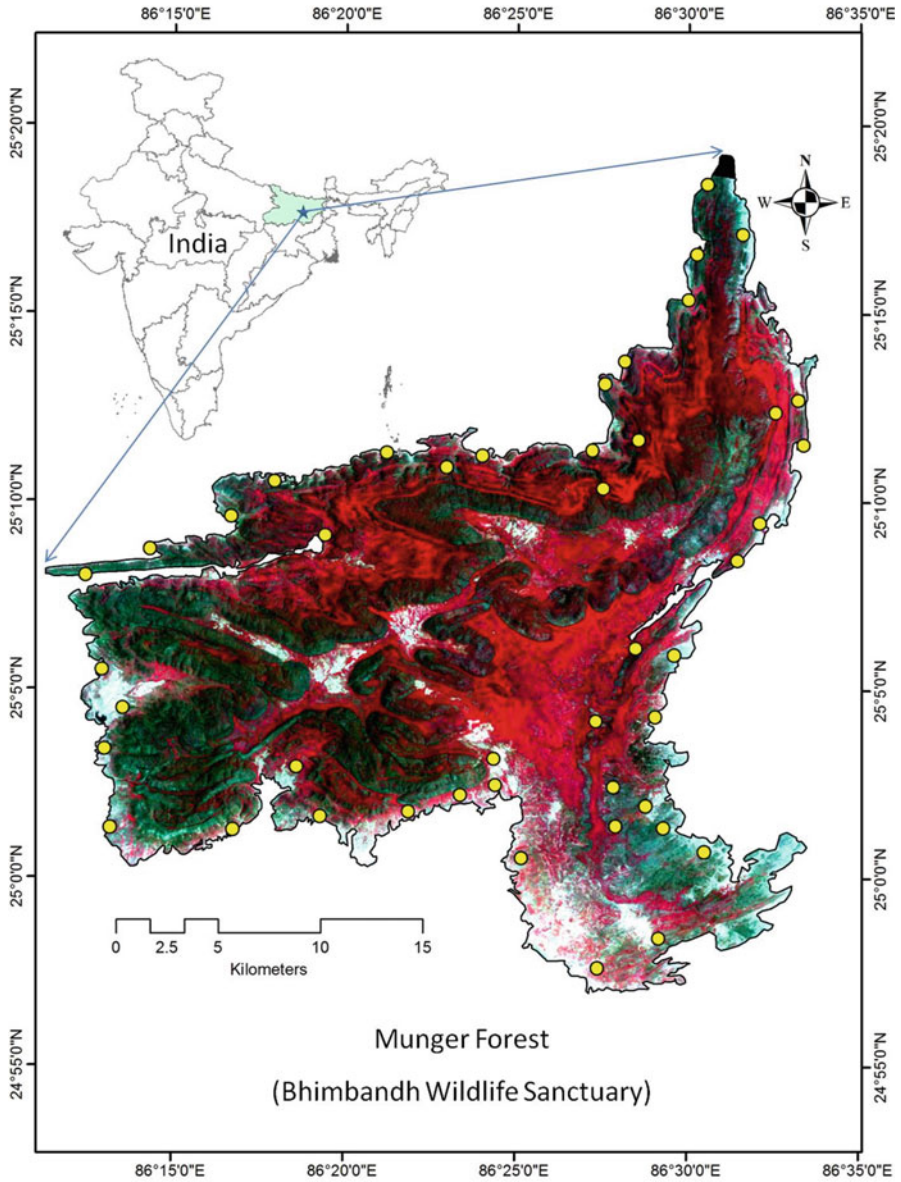 86°15'0"E 86°20'0"E 86°25'0"E 86°30'0"E 86°35'0"E
25°20'0"N 25°20'0"N
N
W E
S
India
25°15'0"N 25°15'0"N
25°10'0"N 25°10'0"N
25°5'0"N 25°5'0"N
25°0'0"N 25°0'0"N
0 2.5 5 10 15
Kilometers
Munger Forest
24°55'0"N 24°55'0"N
(Bhimbandh Wildlife Sanctuary)
86°15'0"E 86°20'0"E 86°25'0"E 86°30'0"E 86°35'0"E